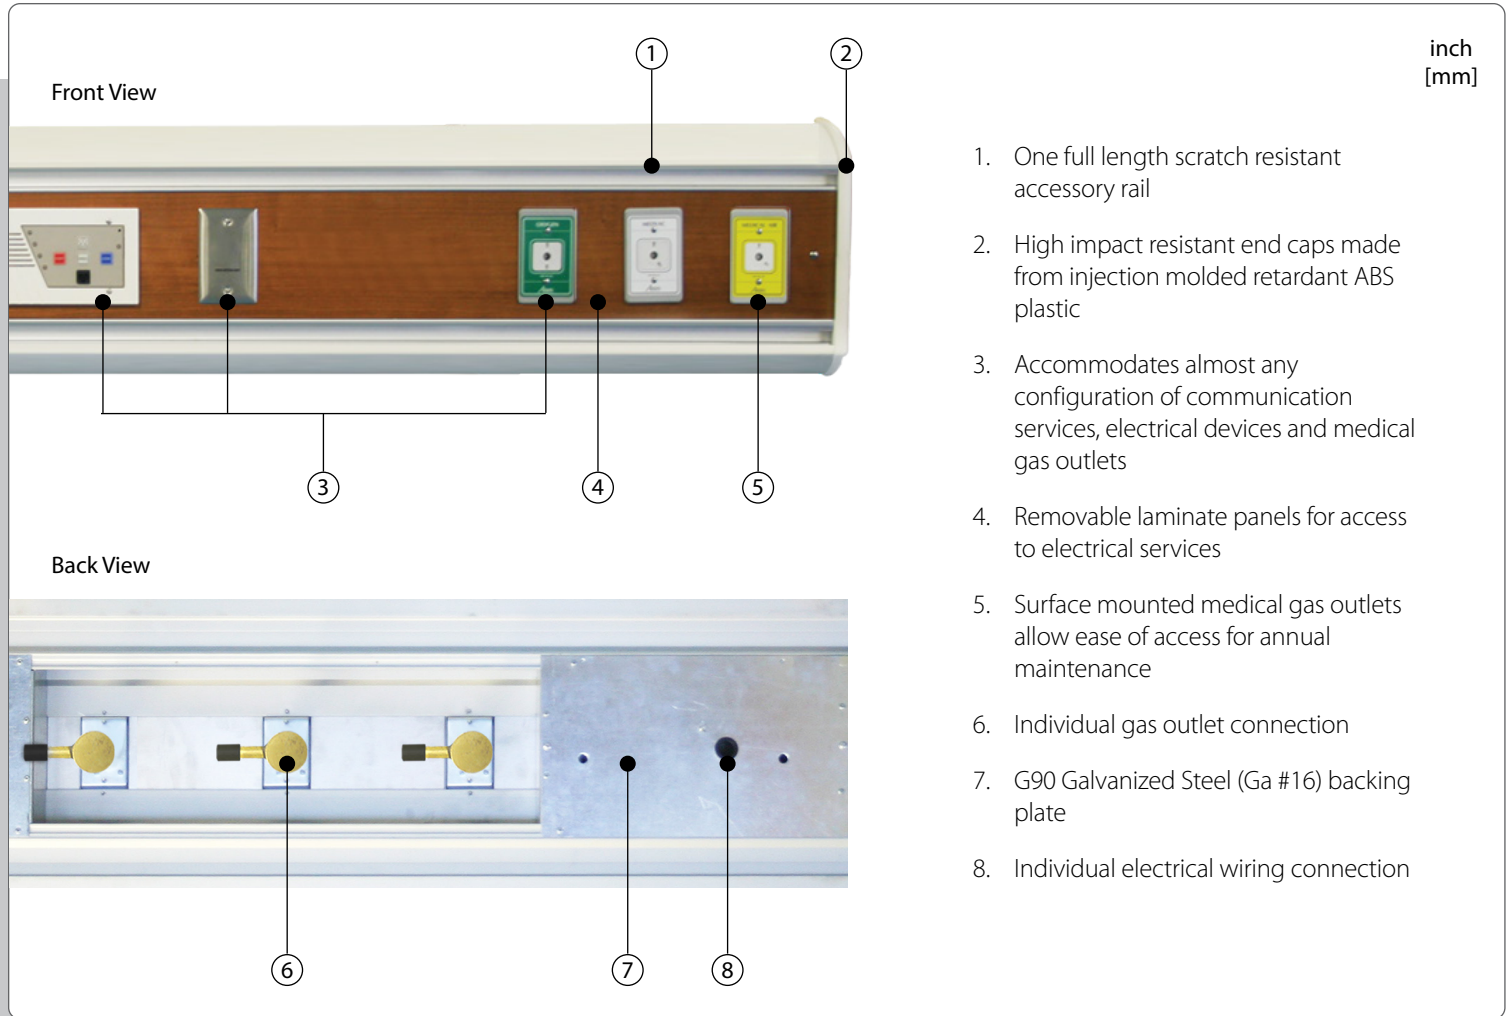 inch
[mm]
Front View
1
2
OXYGEN
MEDICAL AIR
3
4
5
Back View
6
7
8
1. One full length scratch resistant
accessory rail
2. High impact resistant end caps made
from injection molded retardant ABS
plastic
3. Accommodates almost any
configuration of communication
services, electrical devices and medical
gas outlets
4. Removable laminate panels for access
to electrical services
5. Surface mounted medical gas outlets
allow ease of access for annual
maintenance
6. Individual gas outlet connection
7. G90 Galvanized Steel (Ga #16) backing
plate
8. Individual electrical wiring connection